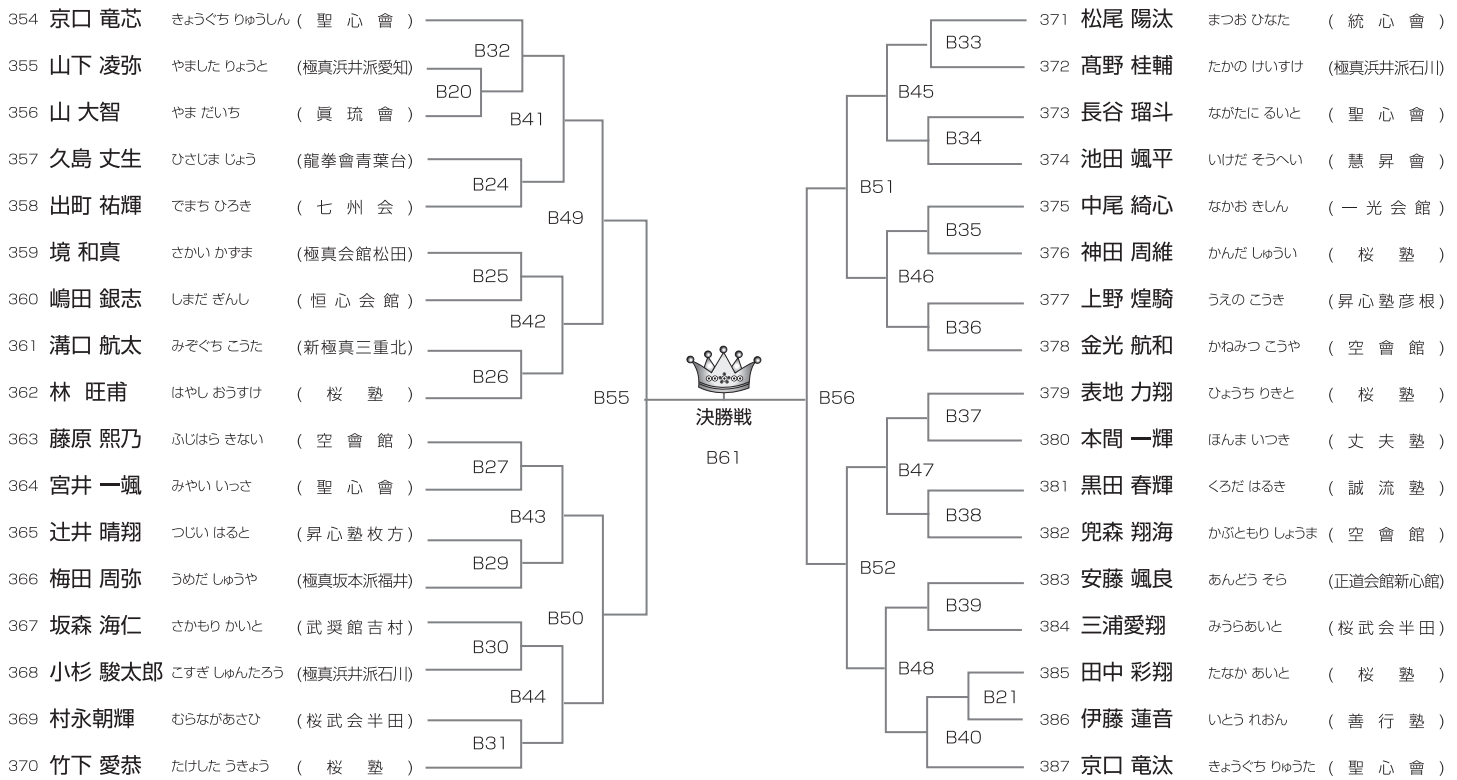 354 京口 竜芯 きょうぐち りゅうしん ( 聖 心 會 )
355 山下 凌弥 やました りょうと (極真浜井派愛知)
356 山 大智 やま だいち ( 眞 琉 會 )
357 久島 丈生 ひさじま じょう (龍拳會青葉台)
358 出町 祐輝 でまち ひろき ( 七 州 会 )
359 境 和真 さかい かずま (極真会館松田)
360 嶋田 銀志 しまだ ぎんし ( 恒 心 会 館 )
361 溝口 航太 みぞぐち こうた (新極真三重北)
362 林 旺甫 はやし おうすけ ( 桜 塾 )
363 藤原 熙乃 ふじはら きない ( 空 會 館 )
364 宮井 一颯 みやい いっさ ( 聖 心 會 )
365 辻井 晴翔 つじい はると (昇心塾枚方)
366 梅田 周弥 うめだ しゅうや (極真坂本派福井)
367 坂森 海仁 さかもり かいと (武奨館吉村)
368 小杉 駿太郎 こすぎ しゅんたろう (極真浜井派石川)
369 村永朝輝 むらながあさひ (桜武会半田)
370 竹下 愛恭 たけした うきょう ( 桜 塾 )
B32
B20
B41
B24
B49
B25
B42
B26
B55
B27
B43
B29
B50
B30
B44
B31
決勝戦
B61
B33
B45
B34
B51
B35
B46
B36
B56
B37
B47
B38
B52
B39
B48
B21
B40
371 松尾 陽汰 まつお ひなた ( 統 心 會 )
372 髙野 桂輔 たかの けいすけ (極真浜井派石川)
373 長谷 瑠斗 ながたに るいと ( 聖 心 會 )
374 池田 颯平 いけだ そうへい ( 慧 昇 會 )
375 中尾 綺心 なかお きしん ( 一 光 会 館 )
376 神田 周維 かんだ しゅうい ( 桜 塾 )
377 上野 煌騎 うえの こうき (昇心塾彦根)
378 金光 航和 かねみつ こうや ( 空 會 館 )
379 表地 力翔 ひょうち りきと ( 桜 塾 )
380 本間 一輝 ほんま いつき ( 丈 夫 塾 )
381 黒田 春輝 くろだ はるき ( 誠 流 塾 )
382 兜森 翔海 かぶともり しょうま ( 空 會 館 )
383 安藤 颯良 あんどう そら (正道会館新心館)
384 三浦愛翔 みうらあいと (桜武会半田)
385 田中 彩翔 たなか あいと ( 桜 塾 )
386 伊藤 蓮音 いとう れおん ( 善 行 塾 )
387 京口 竜汰 きょうぐち りゅうた ( 聖 心 會 )